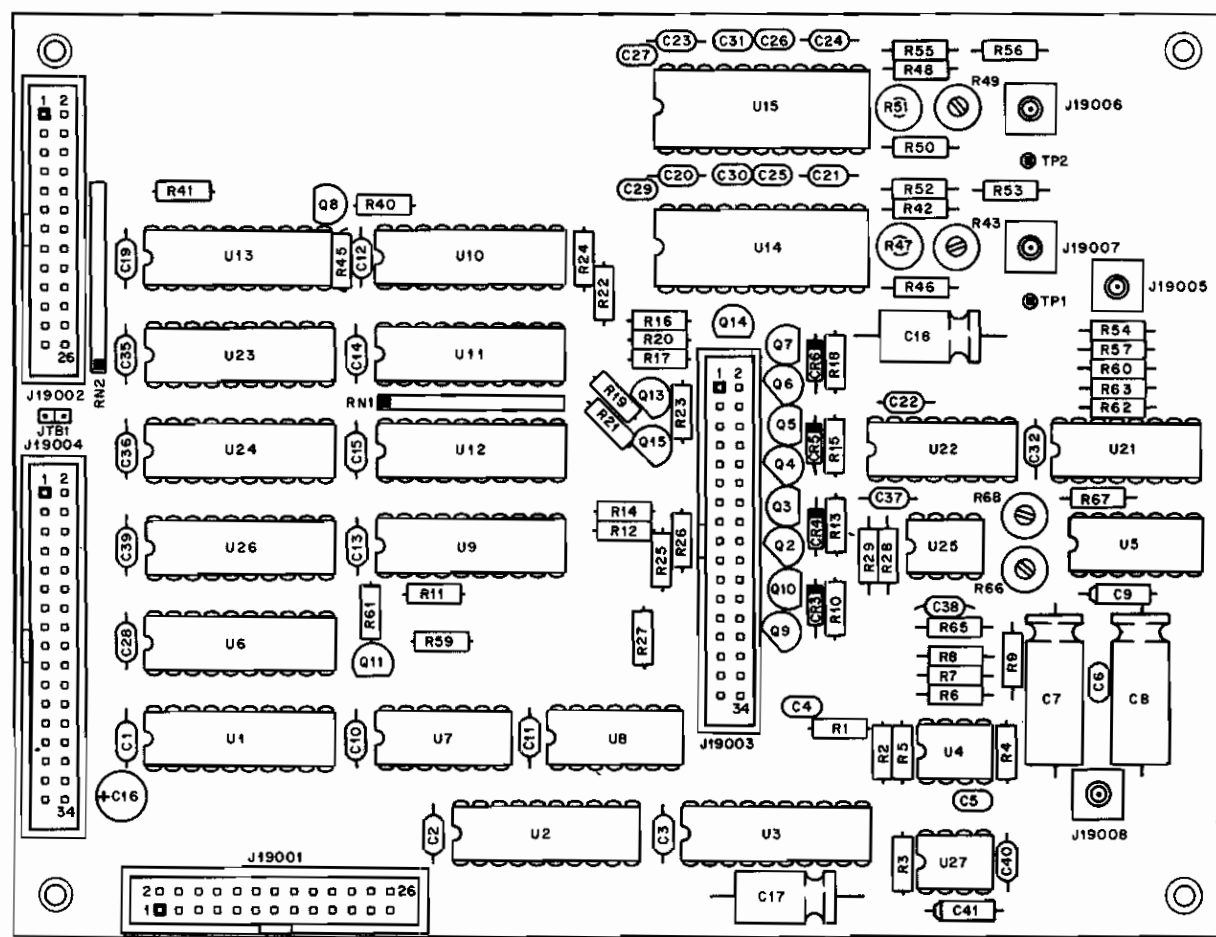 C23 C31 C26 C24
C27
R55 R56
R48
R49
1 2
U15
R51
J19006
R50
TP2
C29 C20 C30 C25 C21
R41
Q8
R40
R52 R53
R42
R43
C19
U13
R45
C12
U10
R24
R22
U14
R47
J19007
R46
TP1
J19005
R16
R20
R17
Q14
C18
R54
R57
R60
R63
R62
26
RN2
C35
U23
C14
U11
1 2
Q7
Q6
CR6
R18
J19002
JTB1
J19004
RN1
R19
R21
Q13
Q15
R23
C22
1 2
C36
U24
C15
U12
Q5
Q4
CR5
R15
U22
C32
U21
R14
R12
R25
R26
Q3
Q2
CR4
R13
C37
R29
R28
R68
R67
C39
U26
C13
U9
U25
R66
U5
R61
R11
Q10
Q9
CR3
R10
C9
C38
R65
C28
U6
Q11
R59
R27
R8
R7
R6
R9
C7
C6
C8
34
J19003
C4
R1
C1
U1
C10
U7
C11
U8
R2
R5
U4
R4
34
+C16
C5
J19008
C2
U2
C3
U3
R3
U27
C40
J19001
2 26
1
C17
C41